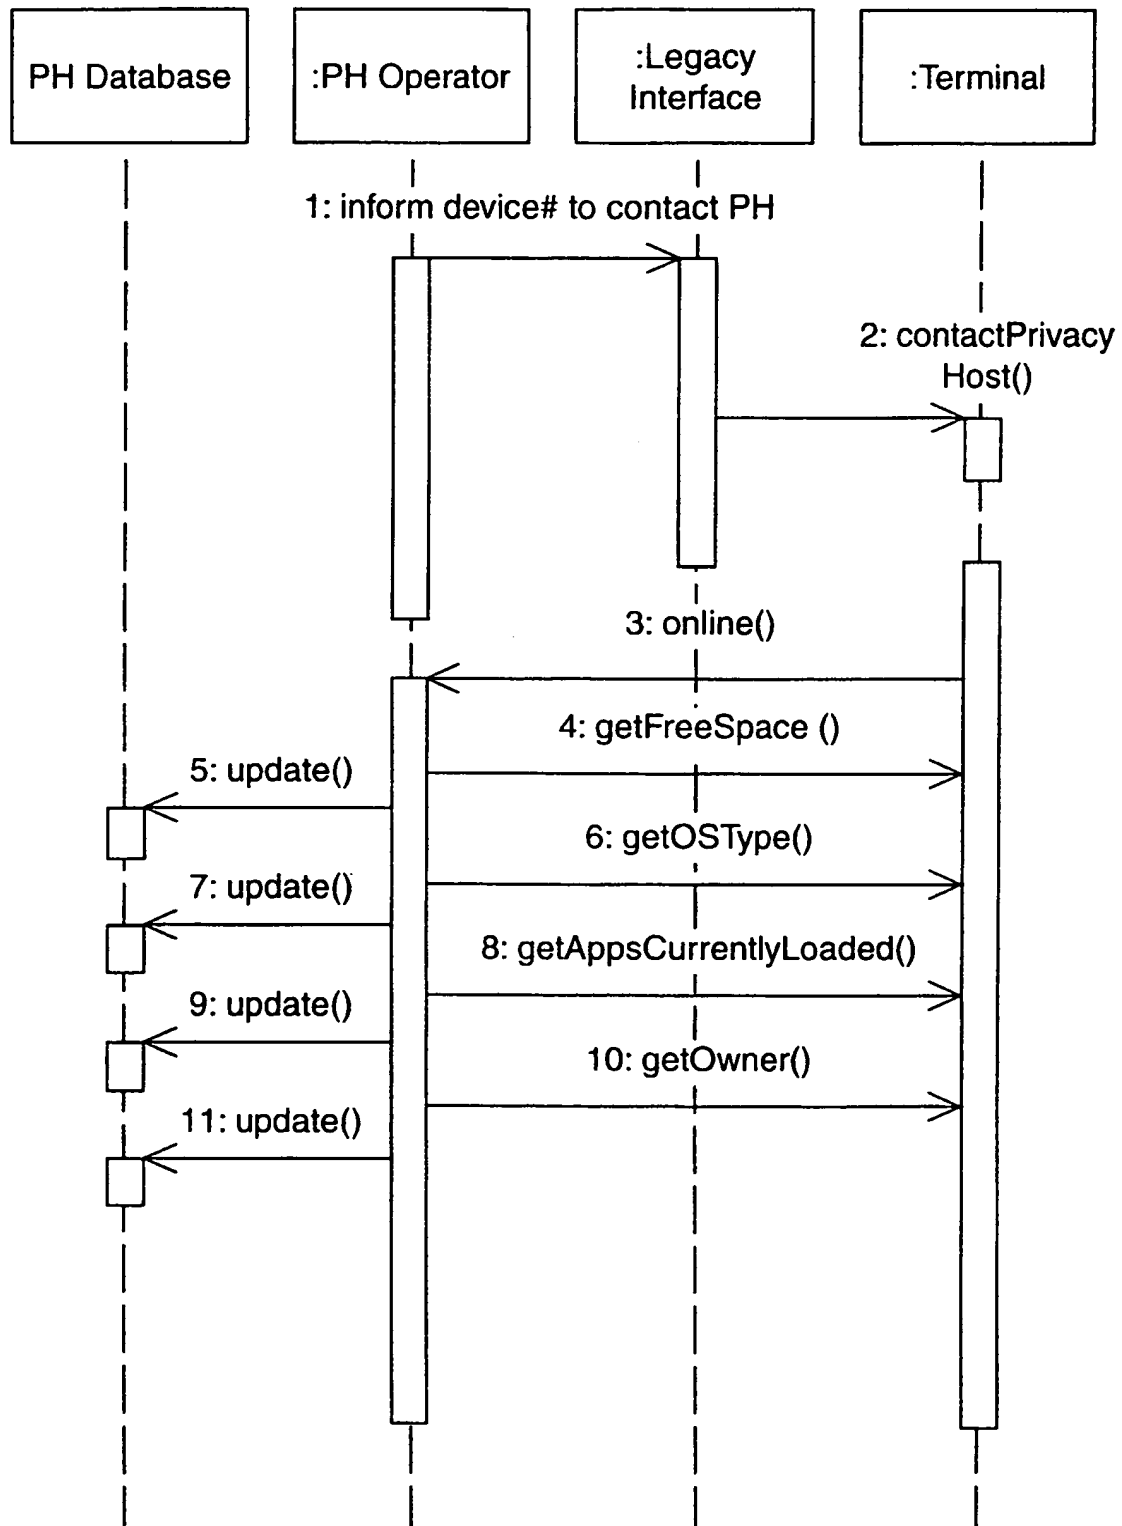 PH Database
:PH Operator
:Legacy
Interface
:Terminal
1: inform device# to contact PH
2: contactPrivacy
Host()
3: online()
4: getFreeSpace ()
5: update()
6: getOSType()
7: update()
8: getAppsCurrentlyLoaded()
9: update()
10: getOwner()
11: update()